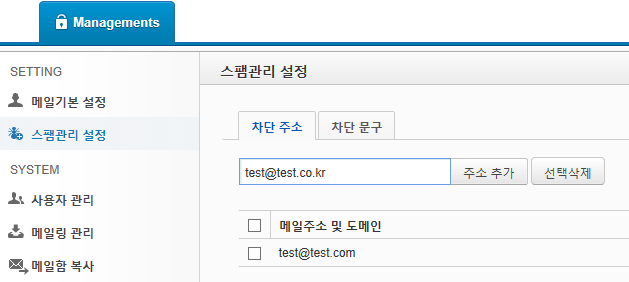 Managements
SETTING
메일기본 설정
스팸관리 설정
SYSTEM
사용자 관리
메일링 관리
메일함 복사
스팸관리 설정
차단 주소 차단 문구
test@test.co.kr 주소 추가 선택삭제
메일주소 및 도메인
test@test.com